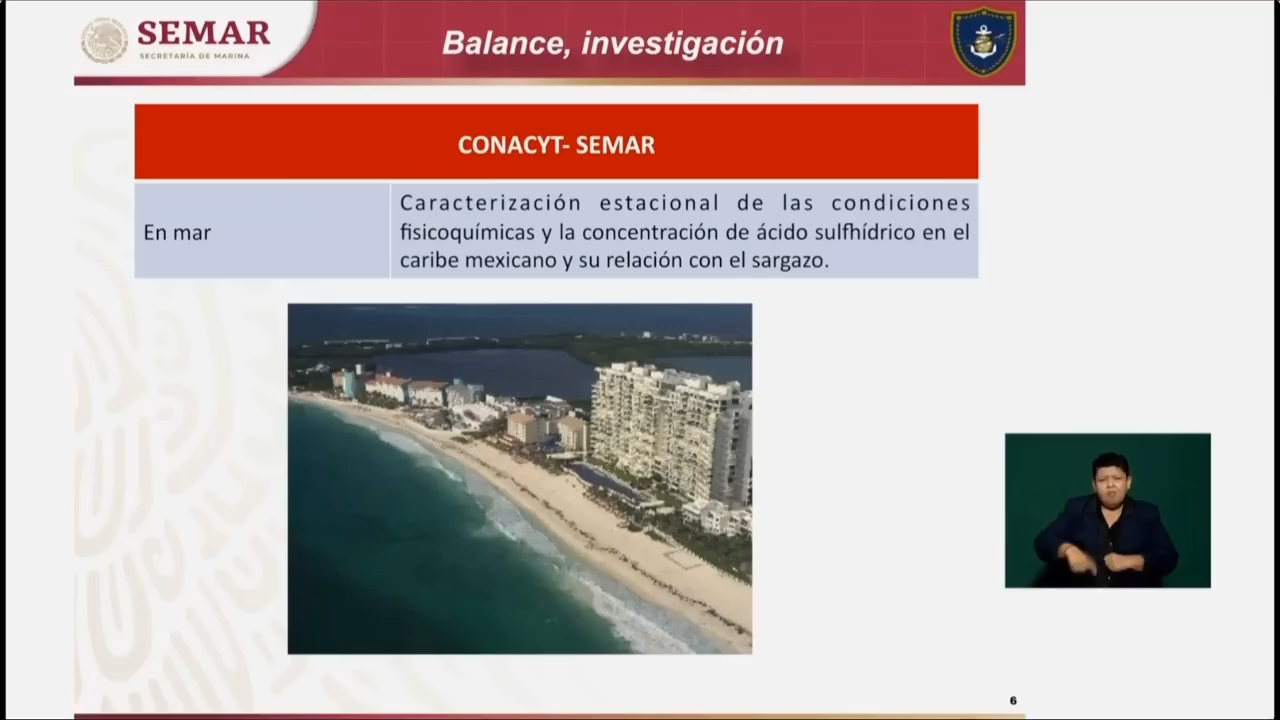 SEMAR
SECRETARÍA DE MARINA
Balance, investigación
CONACYT- SEMAR
En mar
Caracterización estacional de las condiciones
fisicoquímicas y la concentración de ácido sulfhídrico en el
caribe mexicano y su relación con el sargazo.
6